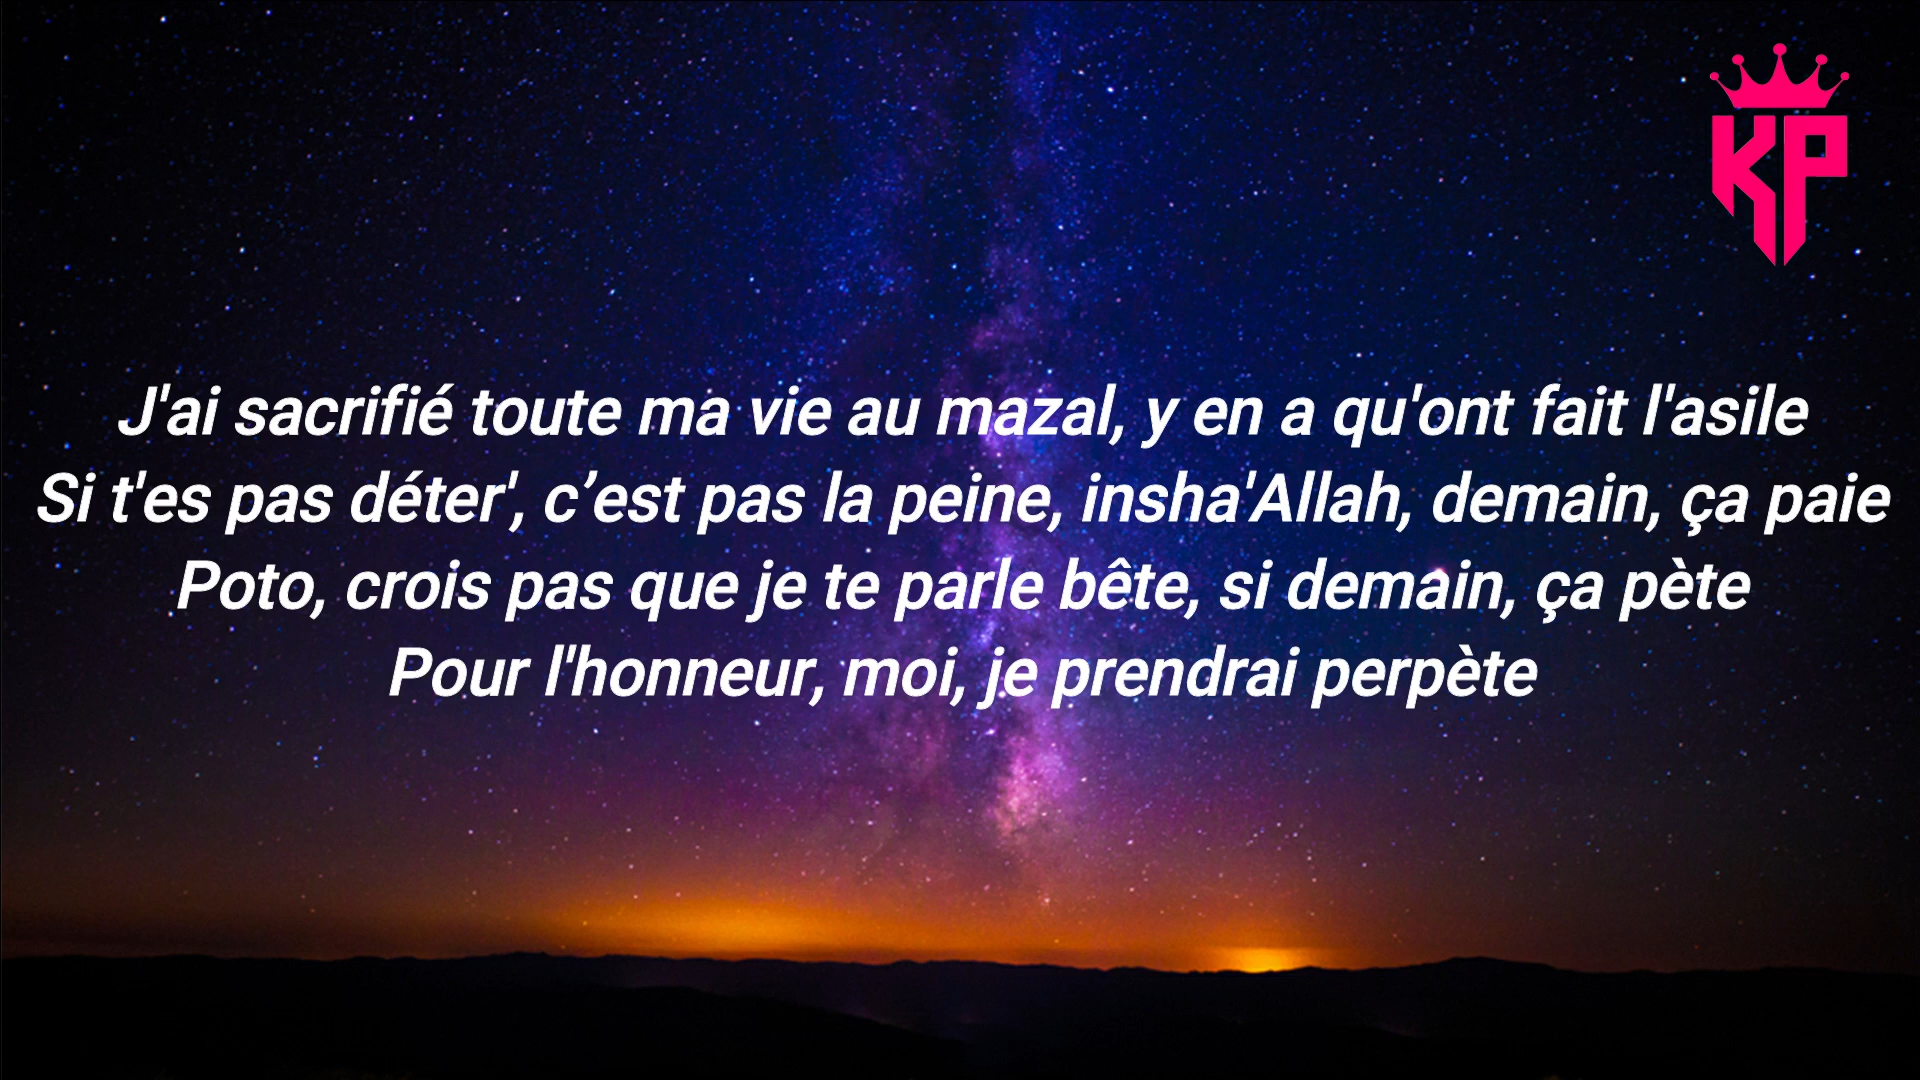 KP
J'ai sacrifié toute ma vie au mazal, y en a qu'ont fait l'asile
Si t'es pas déter', c’est pas la peine, insha'Allah, demain, ça paie
Poto, crois pas que je te parle bête, si demain, ça pète
Pour l'honneur, moi, je prendrai perpète